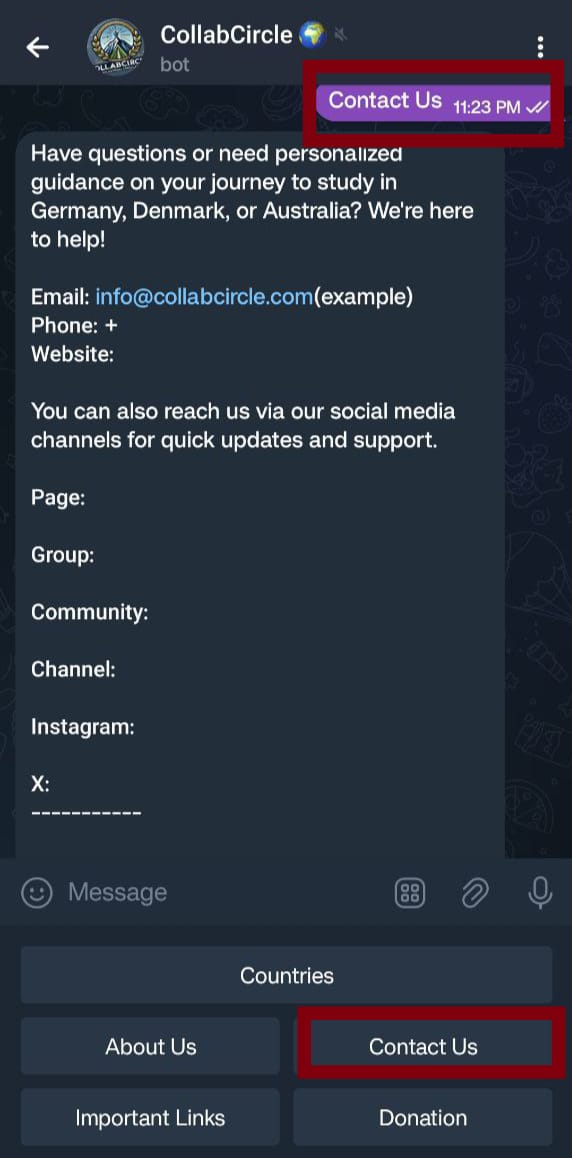 CollabCircle
bot
Contact Us 11:23 PM
Have questions or need personalized
guidance on your journey to study in
Germany, Denmark, or Australia? We're here
to help!
Email: info@collabcircle.com(example)
Phone: +
Website:
You can also reach us via our social media
channels for quick updates and support.
Page:
Group:
Community:
Channel:
Instagram:
X:
-----------
Message
Countries
About Us
Contact Us
Important Links
Donation